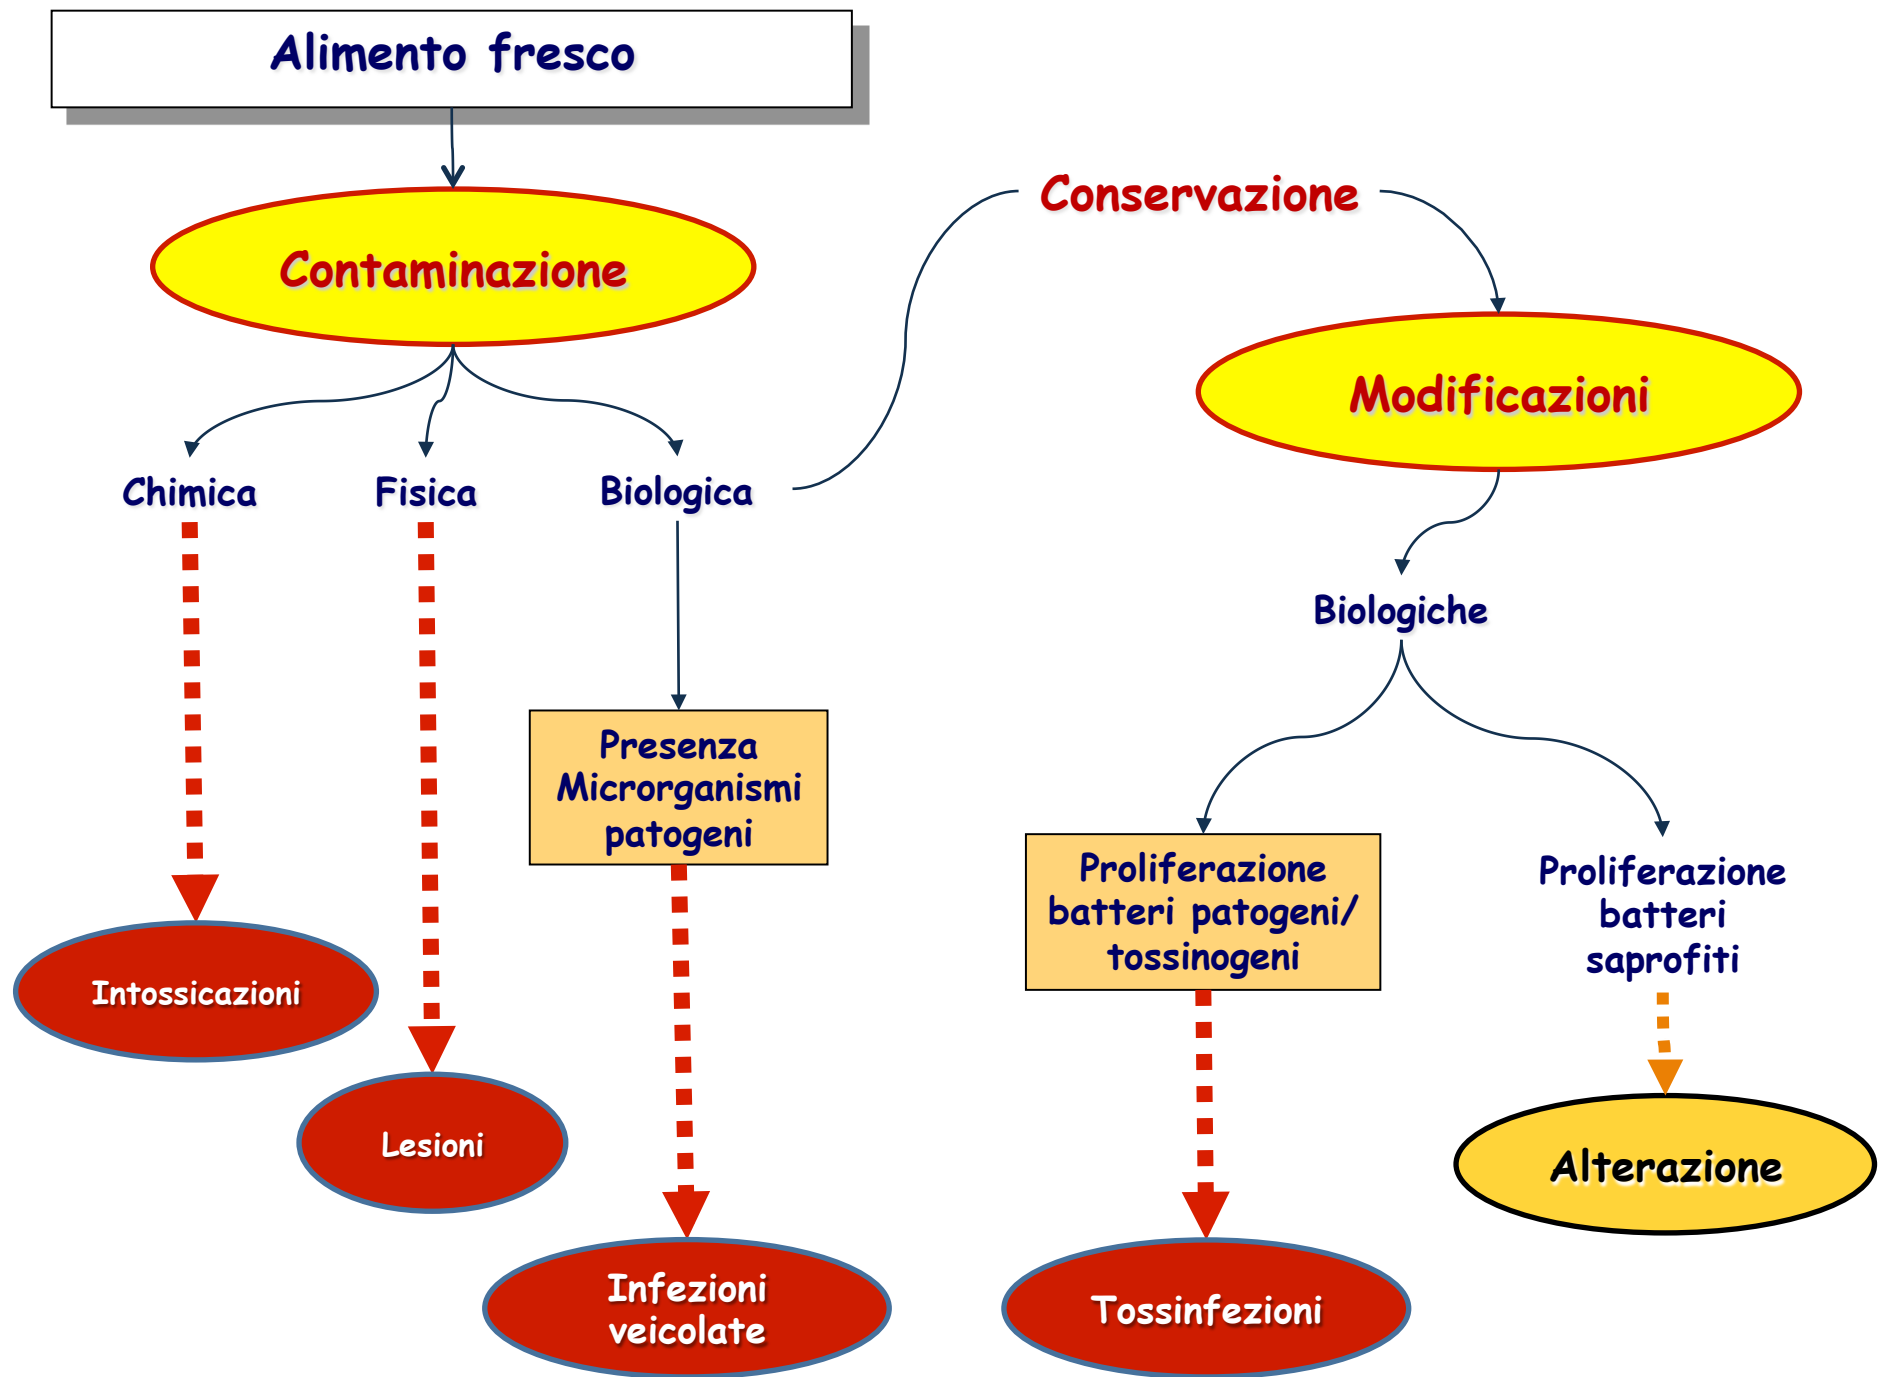 Alimento fresco
Conservazione
Contaminazione
Modificazioni
Chimica
Fisica
Biologica
Biologiche
Presenza
Microrganismi
patogeni
Proliferazione
batteri patogeni/
tossinogeni
Proliferazione
batteri
saprofiti
Intossicazioni
Lesioni
Alterazione
Infezioni
veicolate
Tossinfezioni